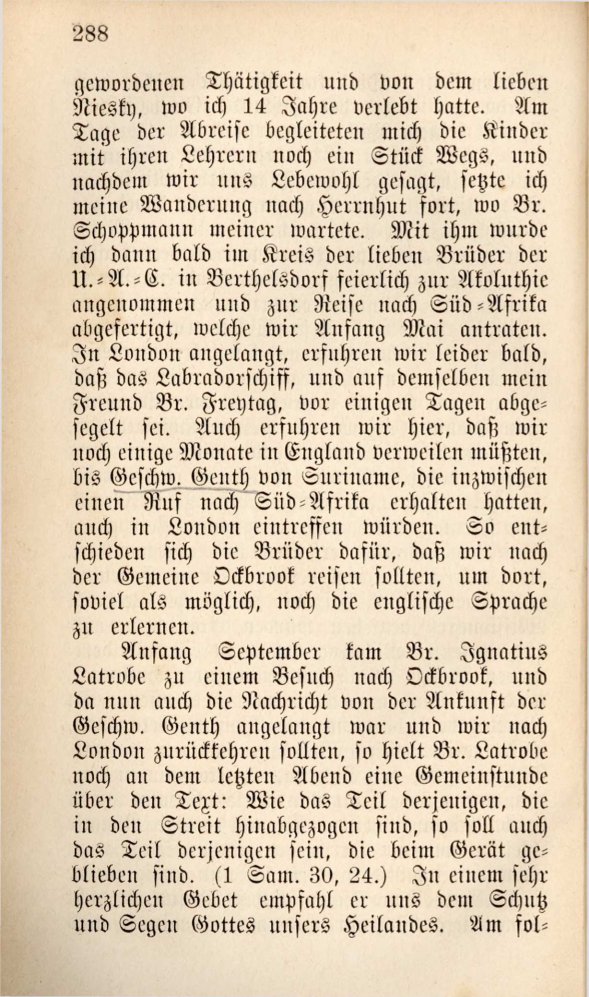 288
gewordenen Thätigkeit und von dem lieben
Niesky, wo ich 14 Jahre verlebt hatte. Am
Tage der Abreise begleiteten mich die Kinder
mit ihren Lehrern noch ein Stück Wegs, und
nachdem wir uns Lebewohl gesagt, setzte ich
meine Wanderung nach Herrnhut fort, wo Br.
Schoppmann meiner wartete. Mit ihm wurde
ich dann bald im Kreis der lieben Brüder der
U.-A.-C. in Berthelsdorf feierlich zur Akoluthie
angenommen und zur Reise nach Süd-Afrika
abgefertigt, welche wir Anfang Mai antraten.
In London angelangt, erfuhren wir leider bald,
daß das Labradorschiff, und auf demselben mein
Freund Br. Freytag, vor einigen Tagen abge-
segelt sei. Auch erfuhren wir hier, daß wir
noch einige Monate in England verweilen müßten,
bis Geschw. Genth von Suriname, die inzwischen
einen Ruf nach Süd-Afrika erhalten hatten,
auch in London eintreffen würden. So ent-
schieden sich die Brüder dafür, daß wir nach
der Gemeine Ockbrook reisen sollten, um dort,
soviel als möglich, noch die englische Sprache
zu erlernen.
Anfang September kam Br. Ignatius
Latrobe zu einem Besuch nach Ockbrook, und
da nun auch die Nachricht von der Ankunft der
Geschw. Genth angelangt war und wir nach
London zurückkehren sollten, so hielt Br. Latrobe
noch an dem letzten Abend eine Gemeinstunde
über den Text: Wie das Teil derjenigen, die
in den Streit hinabgezogen sind, so soll auch
das Teil derjenigen sein, die beim Gerät ge-
blieben sind. (1 Sam. 30, 24.) In einem sehr
herzlichen Gebet empfahl er uns dem Schutz
und Segen Gottes unsers Heilandes. Am fol-